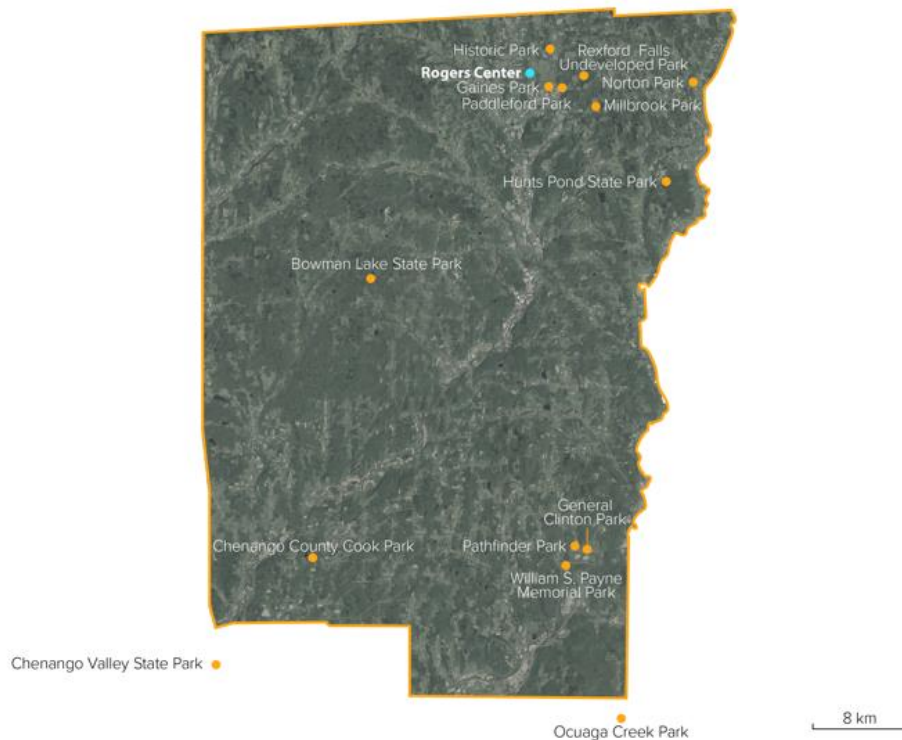 Historic Park
Rexford Falls
Undeveloped Park
Rogers Center
Gaines Park
Norton Park
Paddleford Park
Millbrook Park
Hunts Pond State Park
Bowman Lake State Park
General
Clinton Park
Chenango County Cook Park
Pathfinder Park
William S. Payne
Memorial Park
Chenango Valley State Park
8 km
Ocuaga Creek Park